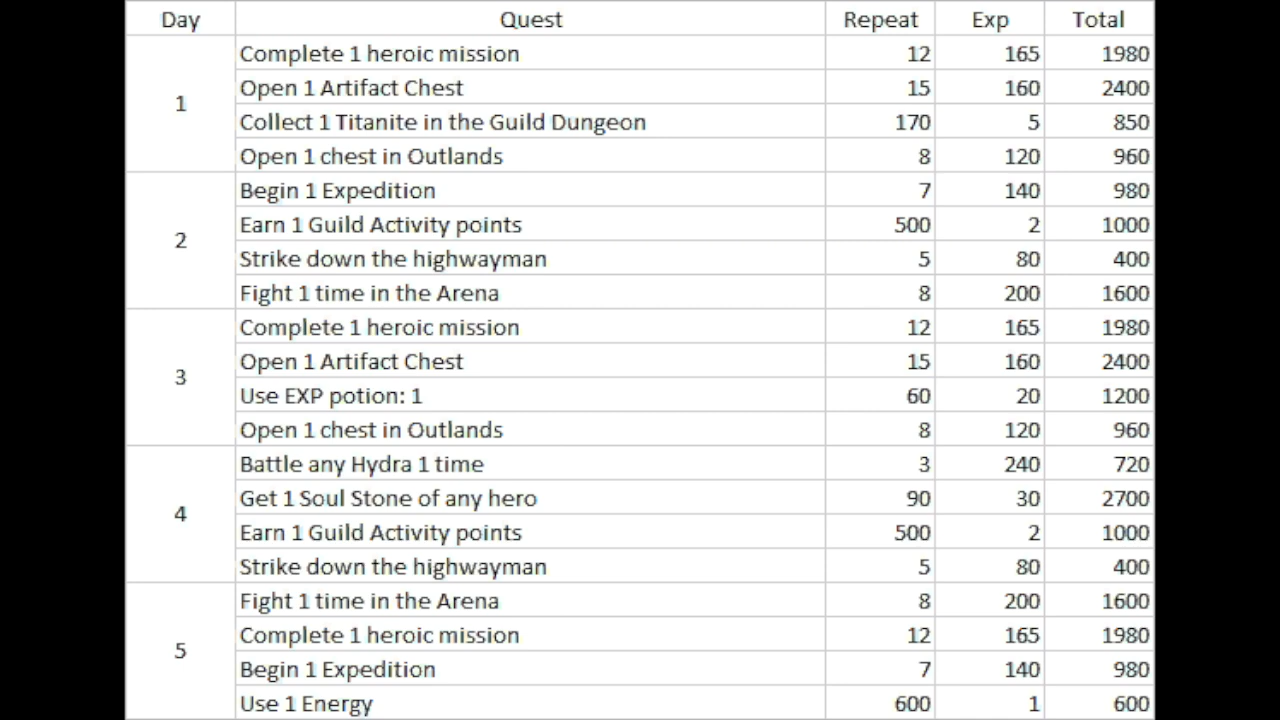 Day Quest Repeat Exp Total
1
Complete 1 heroic mission 12 165 1980
Open 1 Artifact Chest 15 160 2400
Collect 1 Titanite in the Guild Dungeon 170 5 850
Open 1 chest in Outlands 8 120 960
2
Begin 1 Expedition 7 140 980
Earn 1 Guild Activity points 500 2 1000
Strike down the highwayman 5 80 400
Fight 1 time in the Arena 8 200 1600
3
Complete 1 heroic mission 12 165 1980
Open 1 Artifact Chest 15 160 2400
Use EXP potion: 1 60 20 1200
Open 1 chest in Outlands 8 120 960
4
Battle any Hydra 1 time 3 240 720
Get 1 Soul Stone of any hero 90 30 2700
Earn 1 Guild Activity points 500 2 1000
Strike down the highwayman 5 80 400
5
Fight 1 time in the Arena 8 200 1600
Complete 1 heroic mission 12 165 1980
Begin 1 Expedition 7 140 980
Use 1 Energy 600 1 600